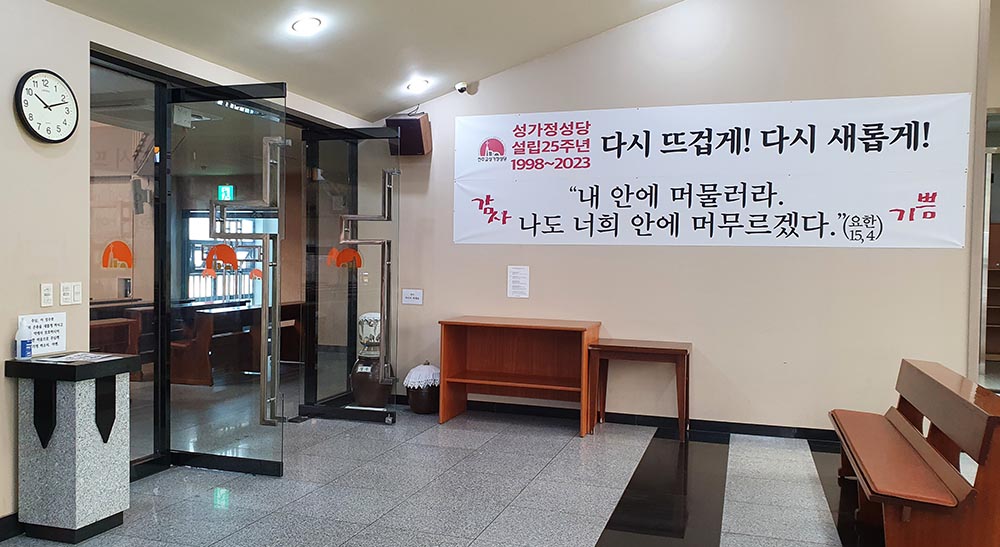 성가정성당
설립25주년
1998~2023
다시 뜨겁게! 다시 새롭게!
감사
“내 안에 머물러라.
나도 너희 안에 머무르겠다.”(요한 15,4)
기쁨